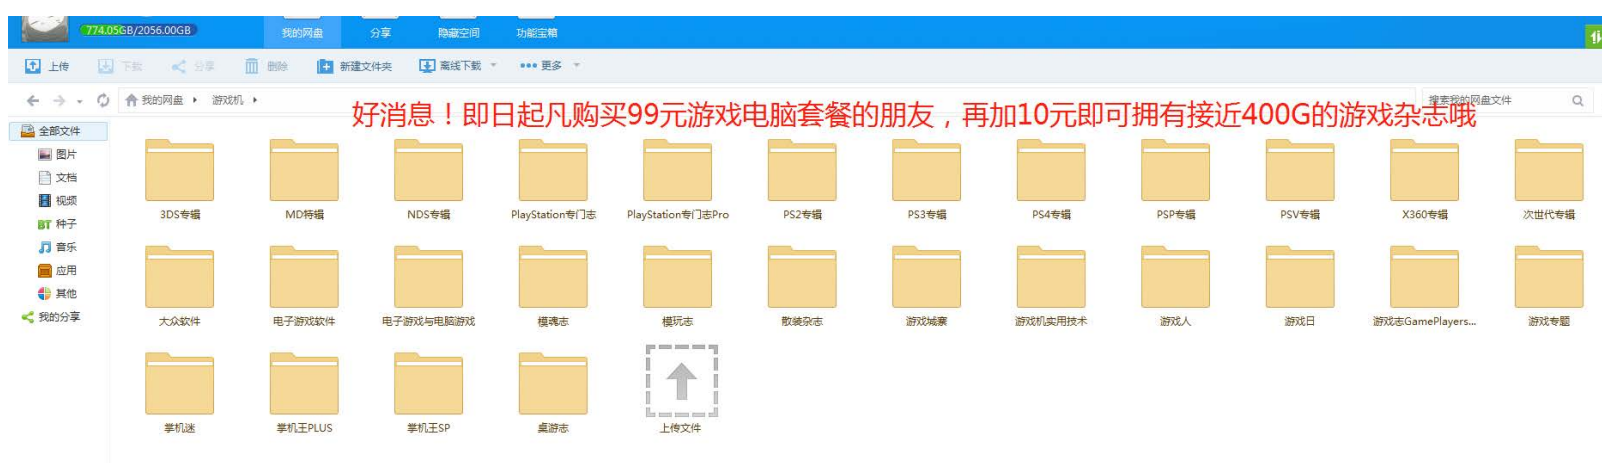 774.05GB/2056.00GB
我的网盘
分享
隐藏空间
功能宝箱
上传
下载
分享
删除
新建文件夹
离线下载
更多
我的网盘
游戏机
搜索我的网盘文件
好消息！即日起凡购买99元游戏电脑套餐的朋友，再加10元即可拥有接近400G的游戏杂志哦
全部文件
图片
文档
视频
BT 种子
音乐
应用
其他
我的分享
3DS专辑
MD特辑
NDS专辑
PlayStation专门志
PlayStation专门志Pro
PS2专辑
PS3专辑
PS4专辑
PSP专辑
PSV专辑
X360专辑
次世代专辑
大众软件
电子游戏软件
电子游戏与电脑游戏
模魂志
模玩志
散装杂志
游戏城寨
游戏机实用技术
游戏人
游戏日
游戏志GamePlayers...
游戏专题
掌机迷
掌机王PLUS
掌机王SP
桌游志
上传文件